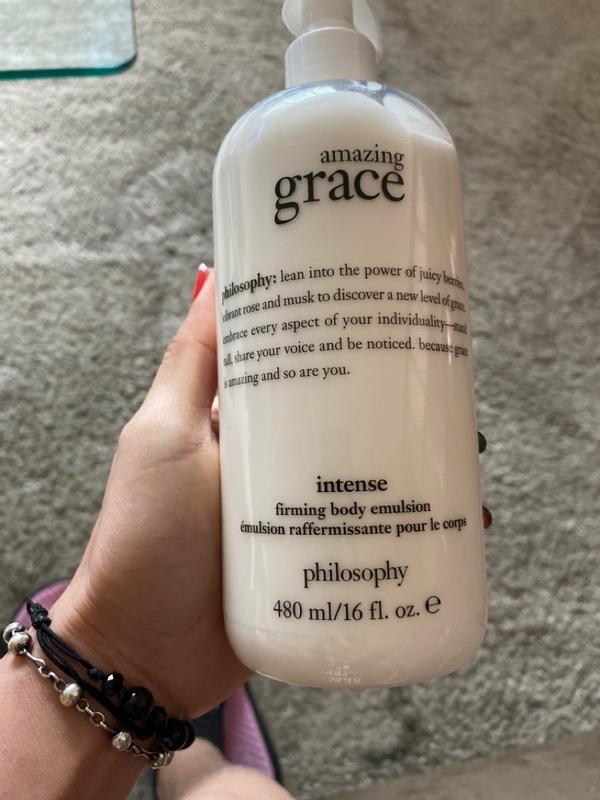 amazing
grace
philosophy: lean into the power of juicy berries,
vibrant rose and musk to discover a new level of grace.
embrace every aspect of your individuality—stand
tall, share your voice and be noticed. because grace
is amazing and so are you.
intense
firming body emulsion
émulsion raffermissante pour le corps
philosophy
480 ml/16 fl. oz. ℮